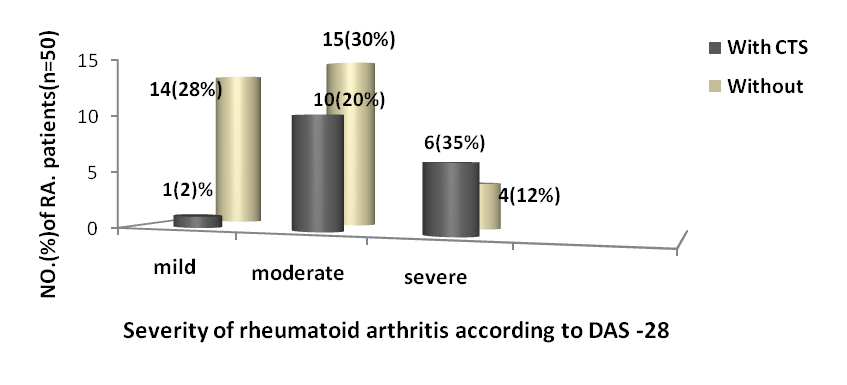 NO.(%)of RA. patients(n=50)
15
10
5
0
14(28%)
1(2)%
15(30%)
10(20%)
6(35%)
4(12%)
mild
moderate
severe
Severity of rheumatoid arthritis according to DAS -28
With CTS
Without